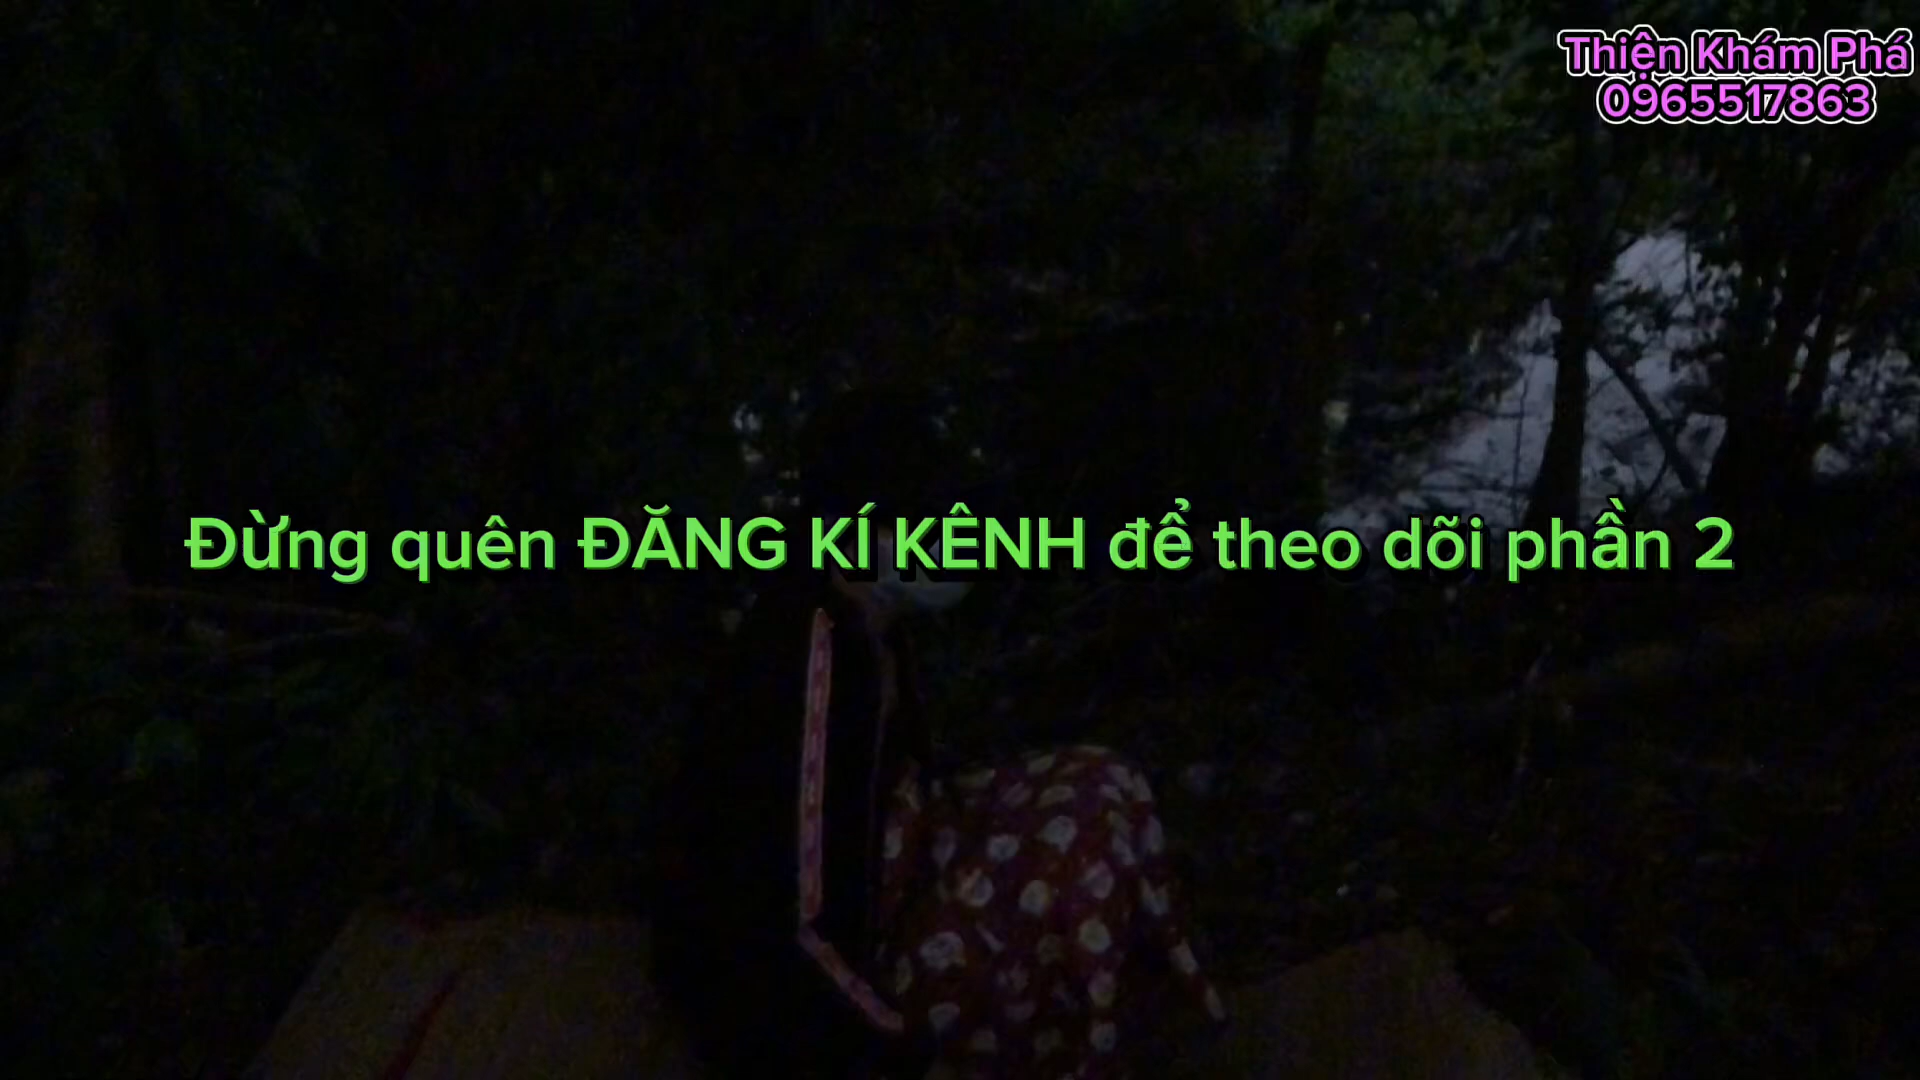 Thiện Khám Phá
0965517863
Đừng quên ĐĂNG KÍ KÊNH để theo dõi phần 2